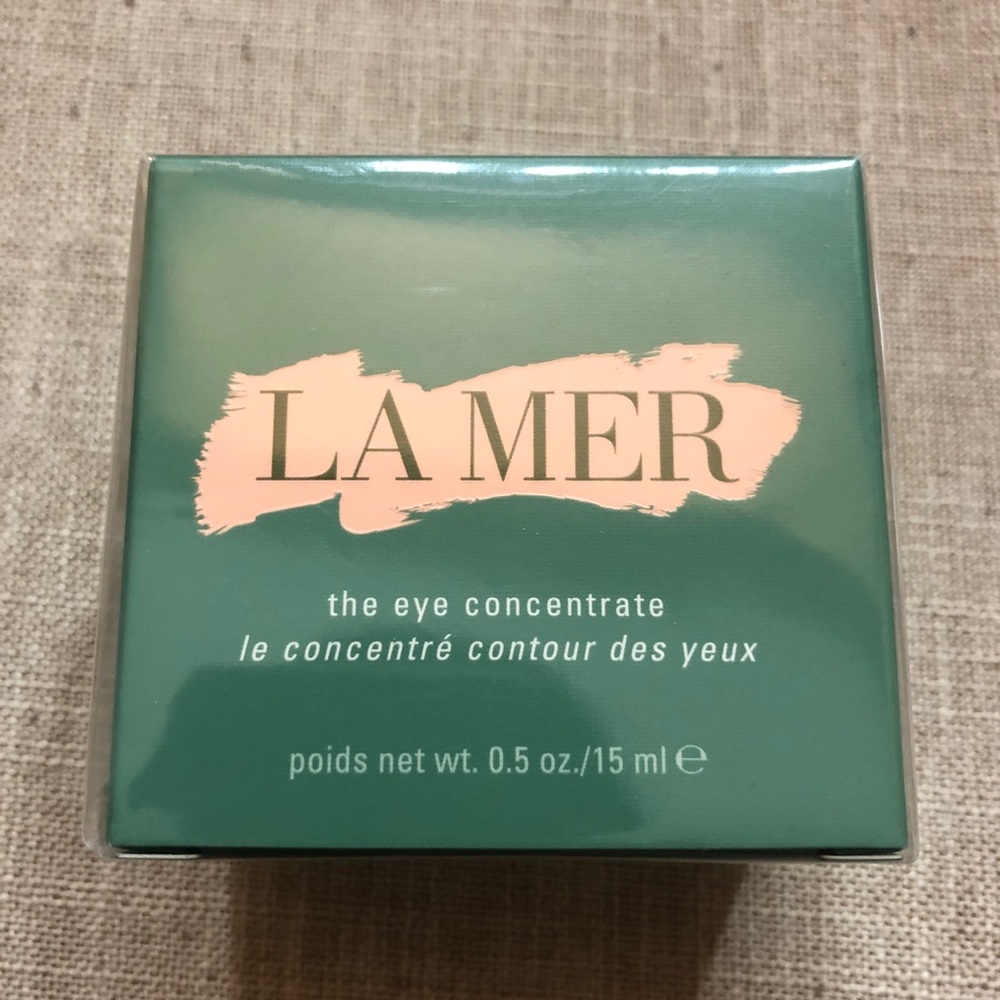 LA MER
the eye concentrate
le concentré contour des yeux
poids net wt. 0.5 oz./15 ml ℮